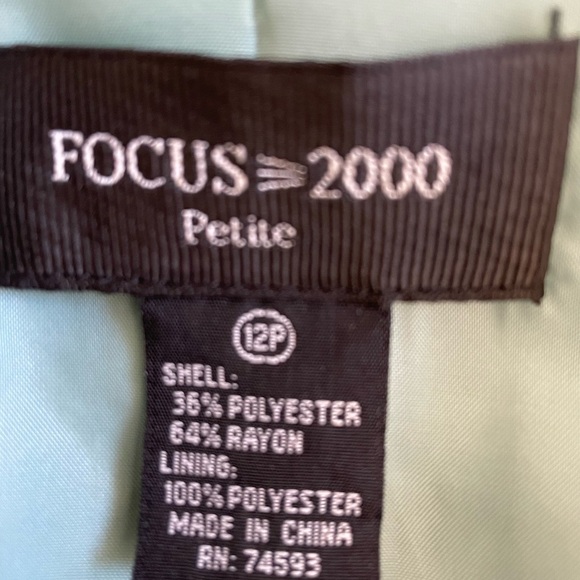 FOCUS 2000
Petite
12P
SHELL:
36% POLYESTER
64% RAYON
LINING:
100% POLYESTER
MADE IN CHINA
RN: 74593